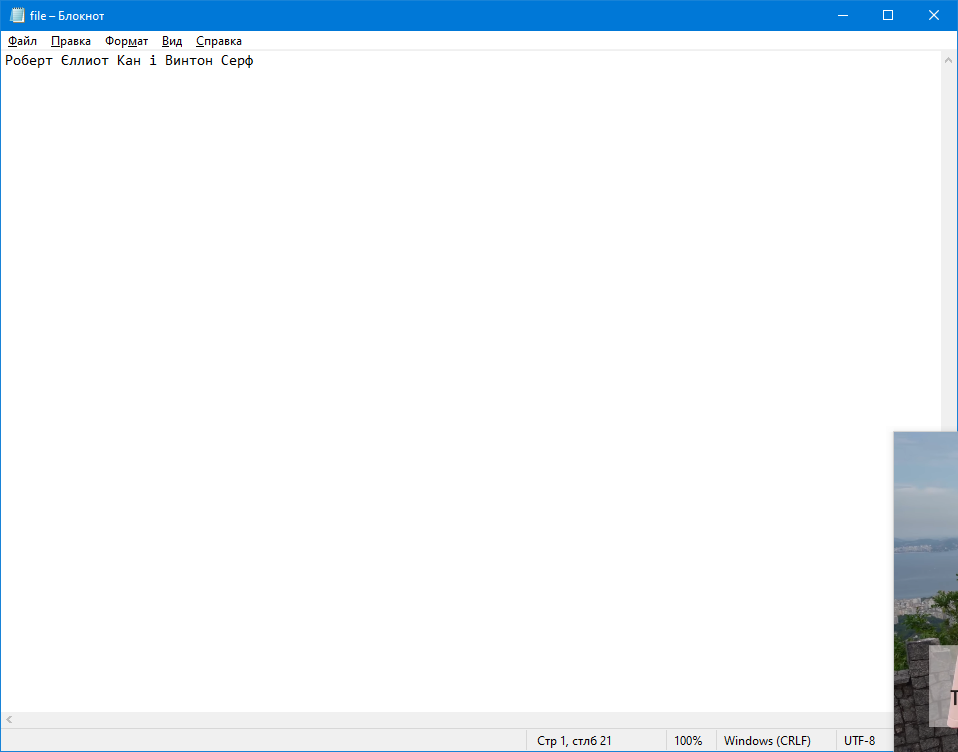 file – Блокнот
Файл Правка Формат Вид Справка
Роберт Єллиот Кан і Винтон Серф
Стр 1, стлб 21 100% Windows (CRLF) UTF-8